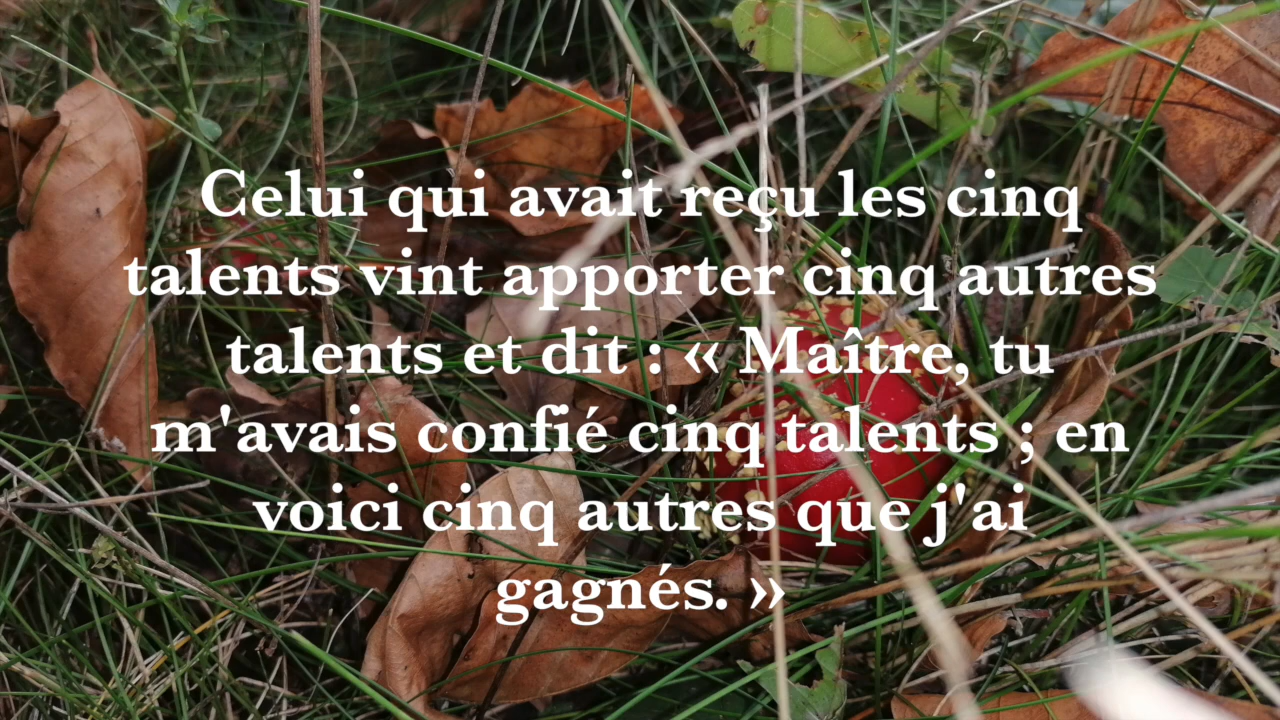 Celui qui avait reçu les cinq
talents vint apporter cinq autres
talents et dit : « Maître, tu
m'avais confié cinq talents ; en
voici cinq autres que j'ai
gagnés. »